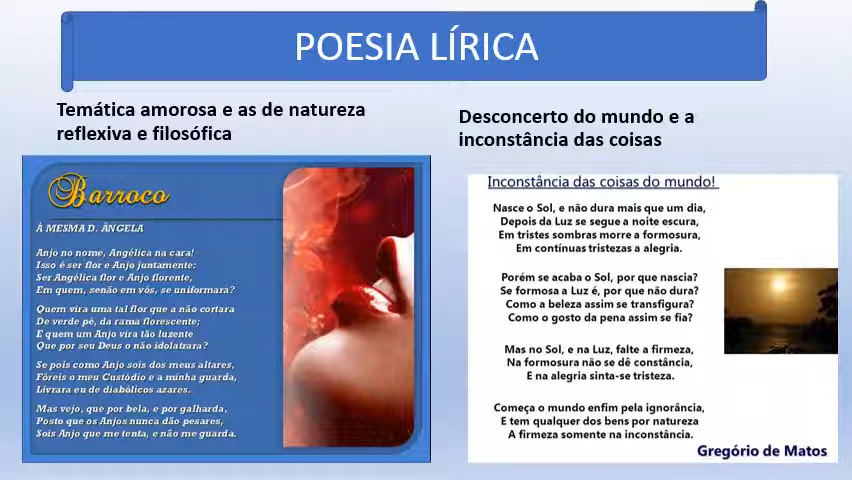 POESIA LÍRICA
Temática amorosa e as de natureza
reflexiva e filosófica
Barroco
À MESMA D. ÂNGELA
Anjo no nome, Angélica na cara!
Isso é ser flor e Anjo juntamente:
Ser Angélica flor e Anjo florente,
Em quem, senão em vós, se uniformara?
Quem vira uma tal flor que a não cortara
De verde pé, da rama florescente;
E quem um Anjo vira tão luzente
Que por seu Deus o não idolatrara?
Se pois como Anjo sois dos meus altares,
Fôreis o meu Custódio e a minha guarda,
Livrara eu de diabólicos azares.
Mas vejo, que por bela, e por galharda,
Posto que os Anjos nunca dão pesares,
Sois Anjo que me tenta, e não me guarda.
Desconcerto do mundo e a
inconstância das coisas
Inconstância das coisas do mundo!
Nasce o Sol, e não dura mais que um dia,
Depois da Luz se segue a noite escura,
Em tristes sombras morre a formosura,
Em contínuas tristezas a alegria.
Porém se acaba o Sol, por que nascia?
Se formosa a Luz é, por que não dura?
Como a beleza assim se transfigura?
Como o gosto da pena assim se fia?
Mas no Sol, e na Luz, falte a firmeza,
Na formosura não se dê constância,
E na alegria sinta-se tristeza.
Começa o mundo enfim pela ignorância,
E tem qualquer dos bens por natureza
A firmeza somente na inconstância.
Gregório de Matos